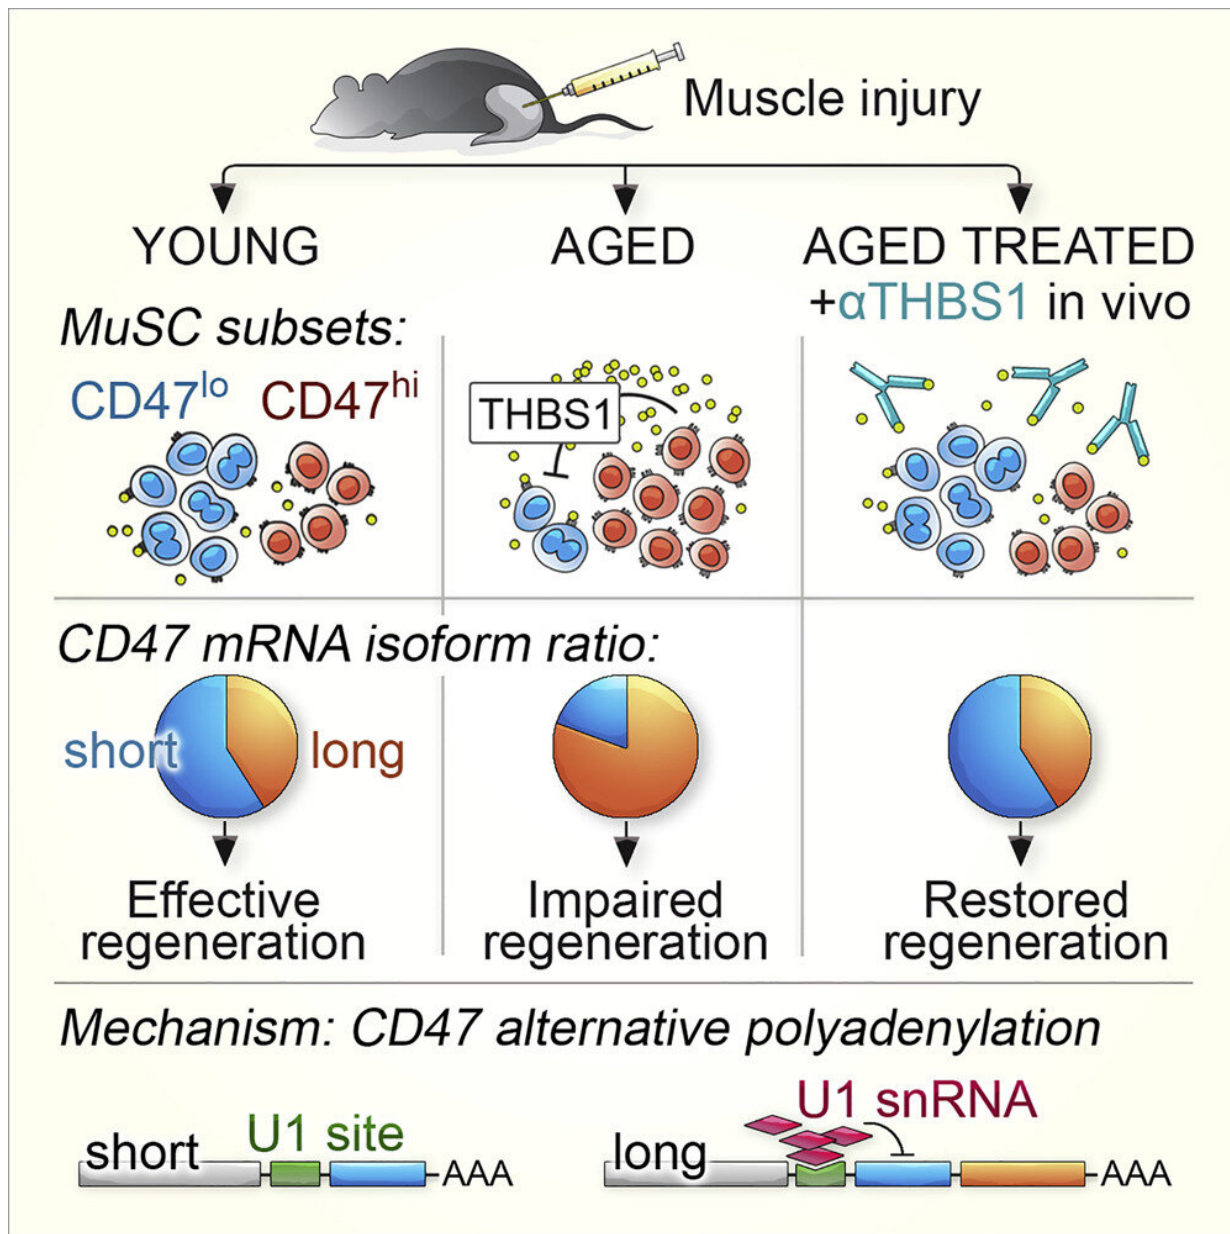 Muscle injury
YOUNG
AGED
AGED TREATED
+αTHBS1 in vivo
MuSC subsets:
CD47lo
CD47hi
THBS1
CD47 mRNA isoform ratio:
short
long
Effective
regeneration
Impaired
regeneration
Restored
regeneration
Mechanism: CD47 alternative polyadenylation
short
U1 site
AAA
long
U1 snRNA
AAA